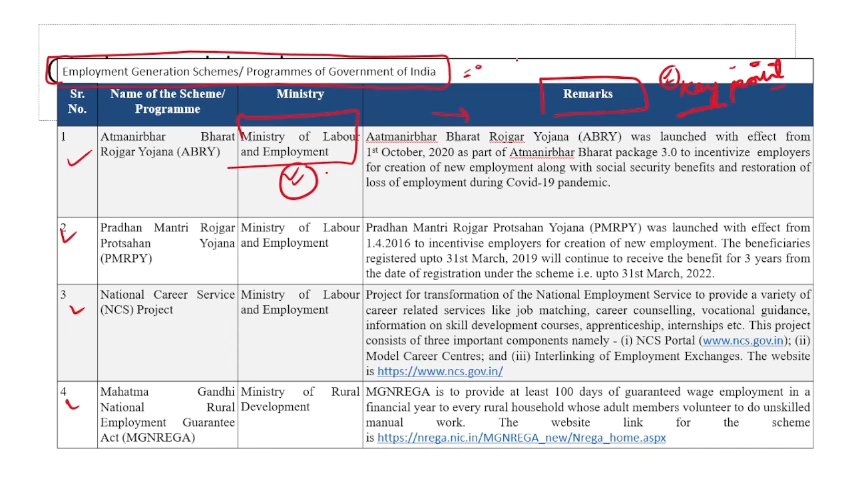 Employment Generation Schemes/ Programmes of Government of India
key point
Sr. No.
Name of the Scheme/ Programme
Ministry
Remarks
1
Atmanirbhar Bharat
Rojgar Yojana (ABRY)
Ministry of Labour
and Employment
Aatmanirbhar Bharat Rojgar Yojana (ABRY) was launched with effect from
1st October, 2020 as part of Atmanirbhar Bharat package 3.0 to incentivize employers
for creation of new employment along with social security benefits and restoration of
loss of employment during Covid-19 pandemic.
2
Pradhan Mantri Rojgar
Protsahan Yojana
(PMRPY)
Ministry of Labour
and Employment
Pradhan Mantri Rojgar Protsahan Yojana (PMRPY) was launched with effect from
1.4.2016 to incentivise employers for creation of new employment. The beneficiaries
registered upto 31st March, 2019 will continue to receive the benefit for 3 years from
the date of registration under the scheme i.e. upto 31st March, 2022.
3
National Career Service
(NCS) Project
Ministry of Labour
and Employment
Project for transformation of the National Employment Service to provide a variety of
career related services like job matching, career counselling, vocational guidance,
information on skill development courses, apprenticeship, internships etc. This project
consists of three important components namely - (i) NCS Portal (www.ncs.gov.in); (ii)
Model Career Centres; and (iii) Interlinking of Employment Exchanges. The website
is https://www.ncs.gov.in/
4
Mahatma Gandhi
National Rural
Employment Guarantee
Act (MGNREGA)
Ministry of Rural
Development
MGNREGA is to provide at least 100 days of guaranteed wage employment in a
financial year to every rural household whose adult members volunteer to do unskilled
manual work. The website link for the scheme
is https://nrega.nic.in/MGNREGA_new/Nrega_home.aspx